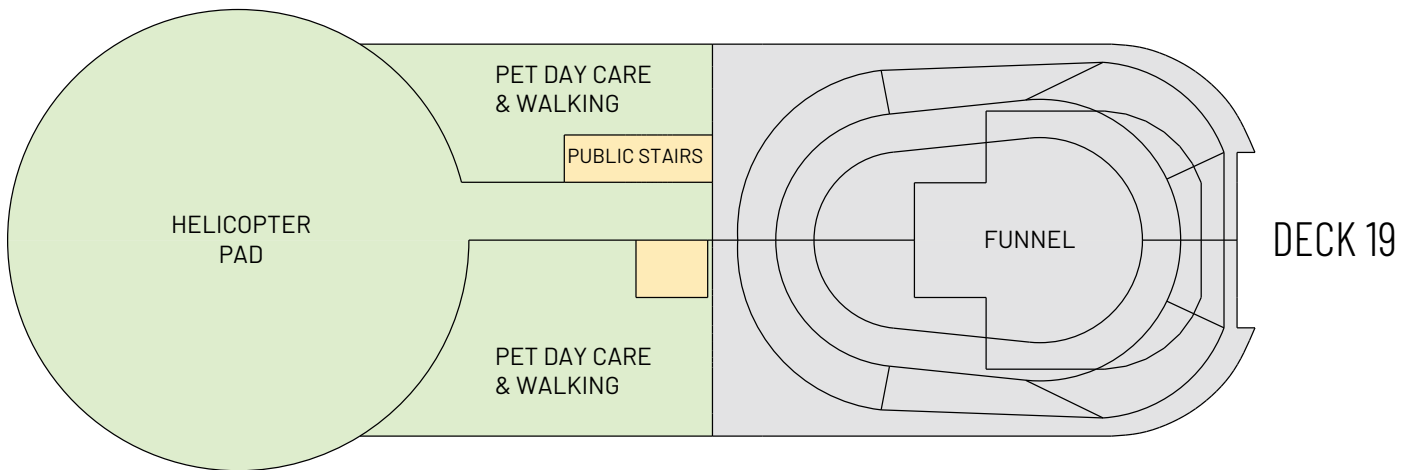 PET DAY CARE
& WALKING
PUBLIC STAIRS
HELICOPTER
PAD
FUNNEL
DECK 19
PET DAY CARE
& WALKING